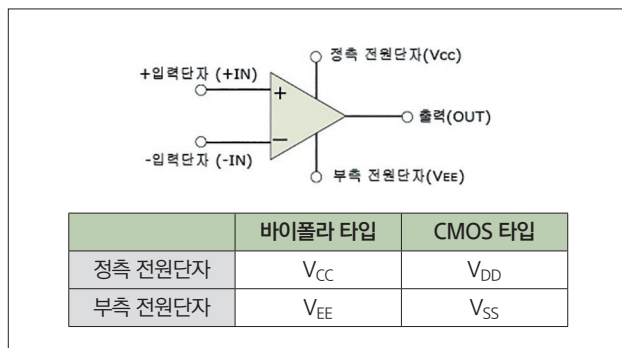 정측 전원단자(Vcc)
+입력단자 (+IN)
+
출력(OUT)
−
-입력단자 (-IN)
부측 전원단자(VEE)
바이폴라 타입 CMOS 타입
정측 전원단자 VCC VDD
부측 전원단자 VEE VSS